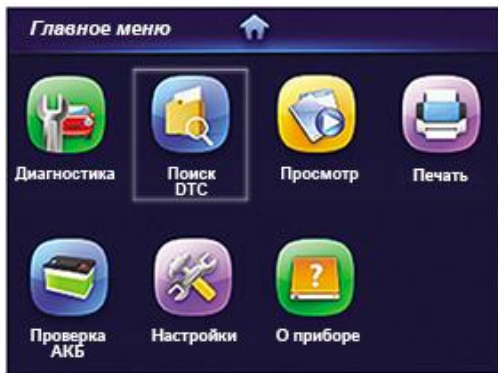 Главное меню
Диагностика
Поиск
DTC
Просмотр
Печать
Проверка
АКБ
Настройки
О приборе
?